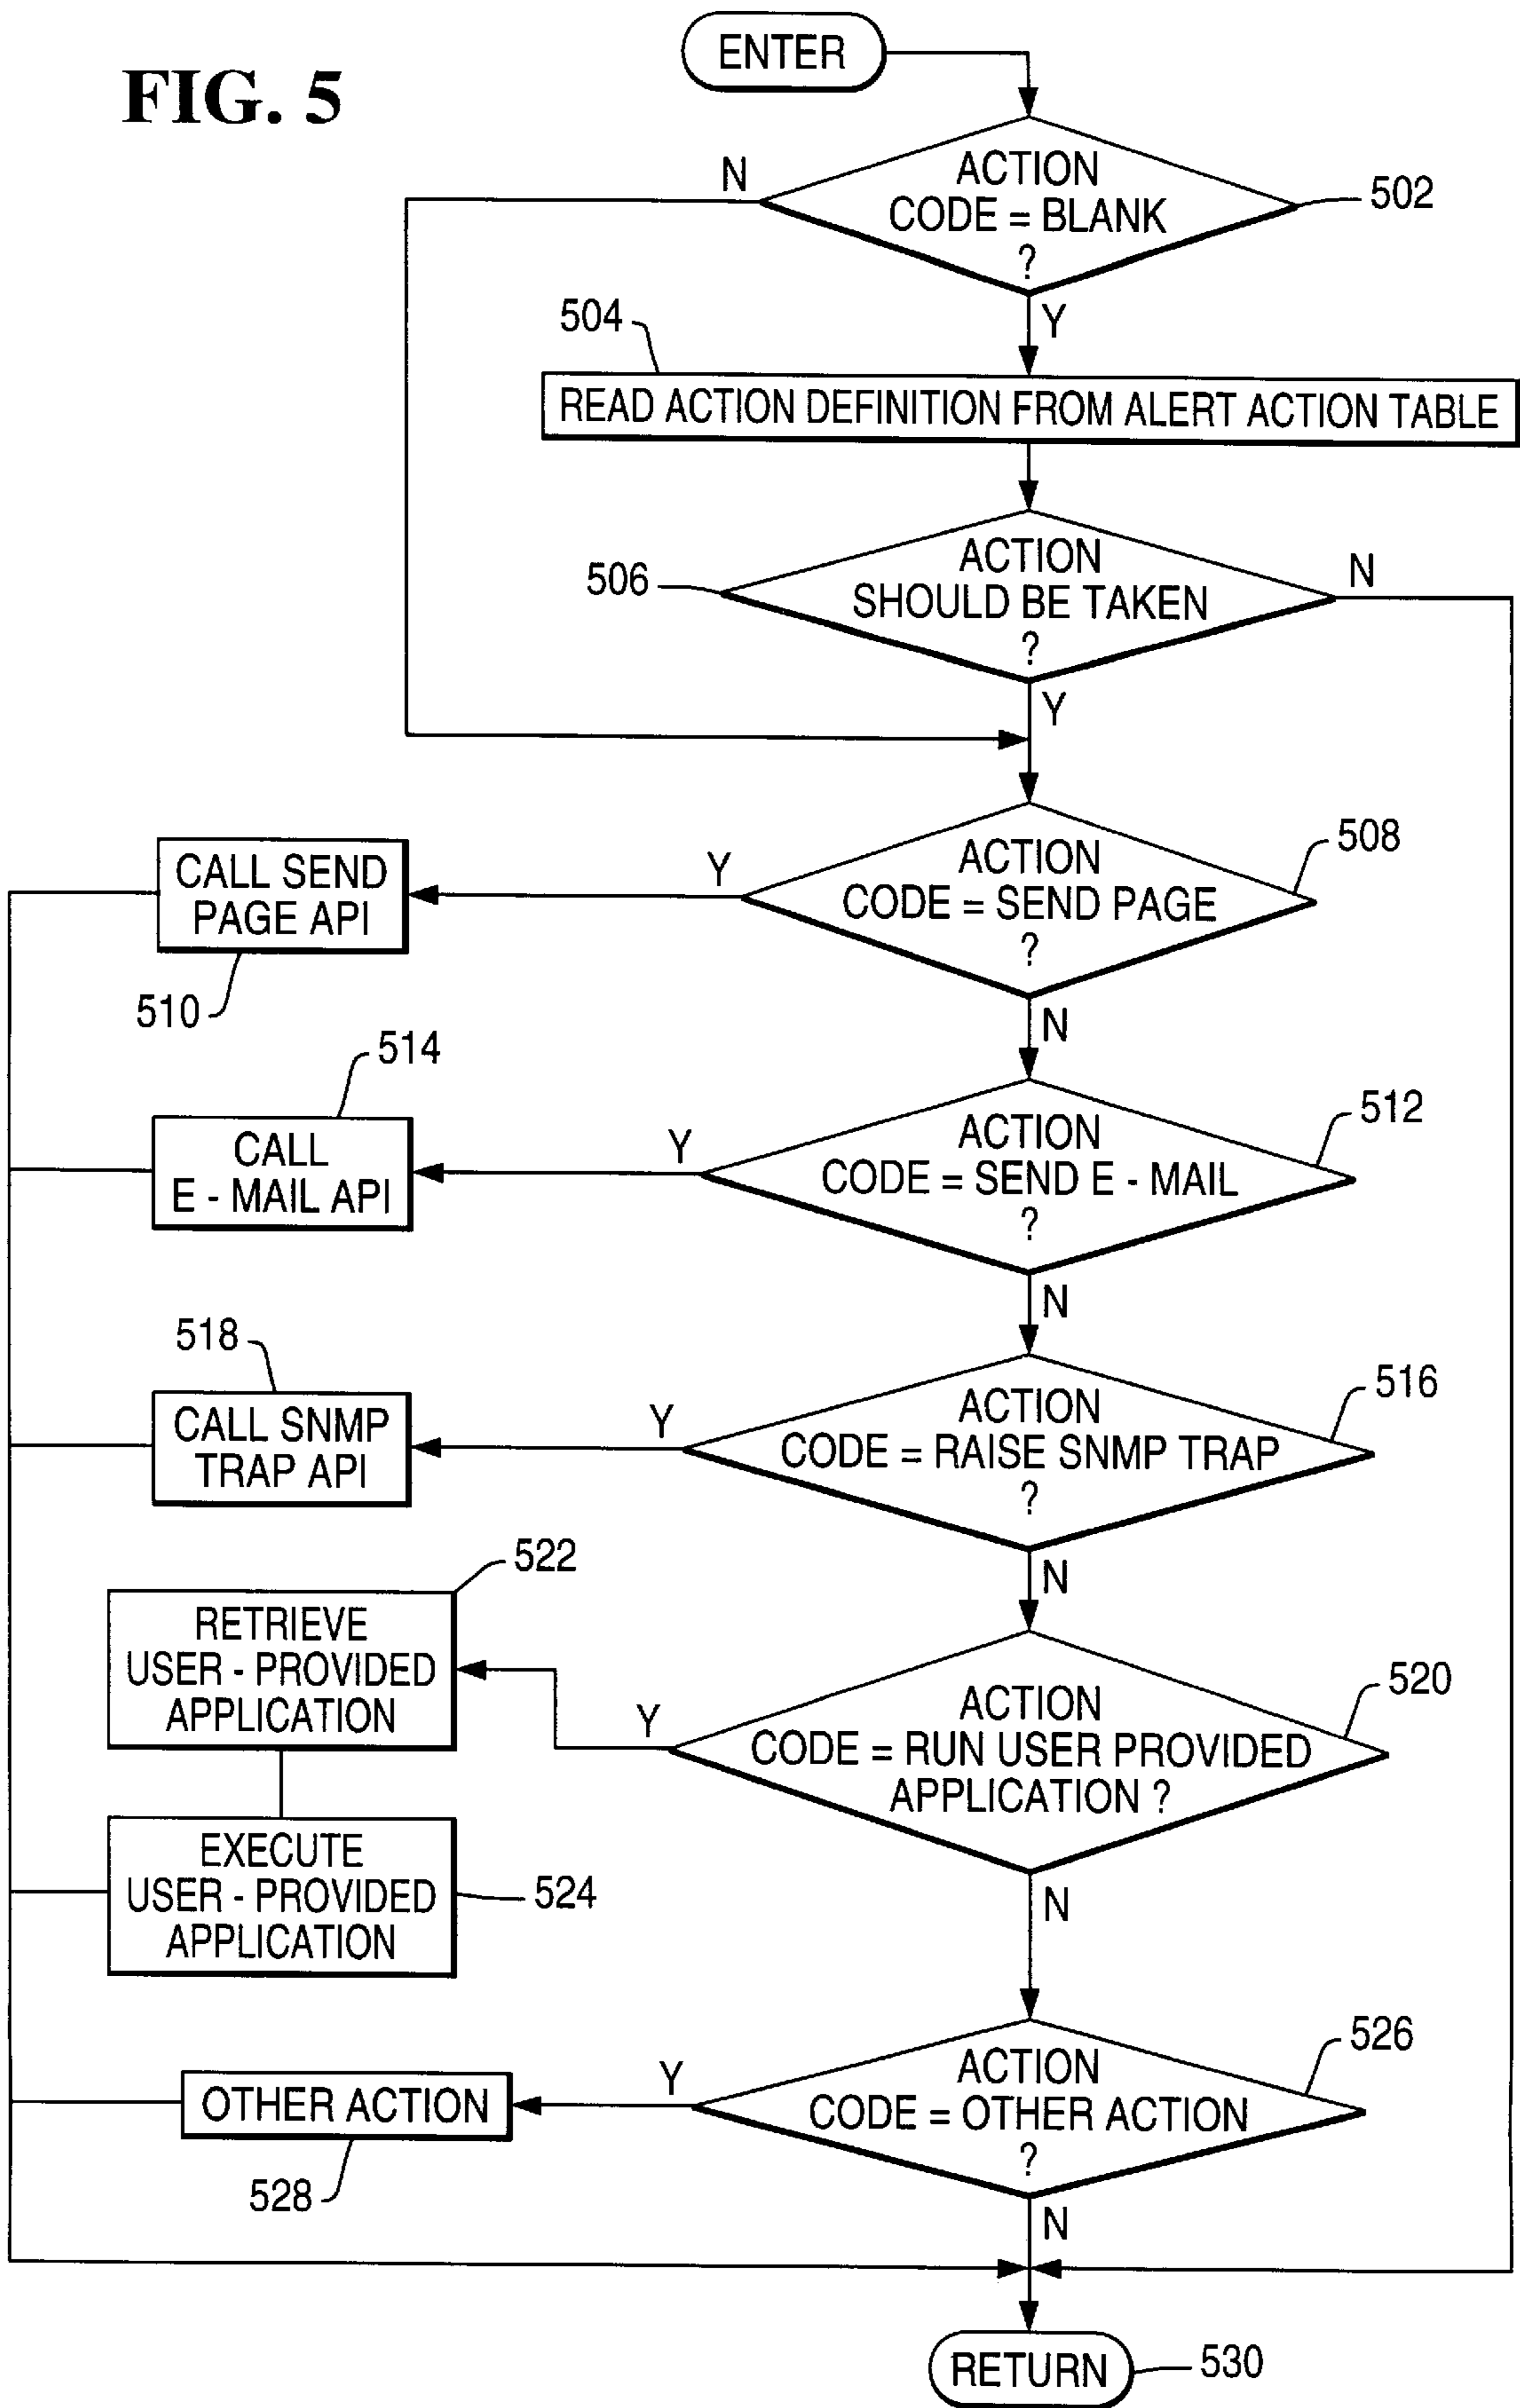 FIG. 5
ENTER
N
ACTION
CODE = BLANK
?
502
Y
504
READ ACTION DEFINITION FROM ALERT ACTION TABLE
506
ACTION
SHOULD BE TAKEN
?
N
Y
CALL SEND
PAGE API
510
Y
ACTION
CODE = SEND PAGE
?
508
N
514
CALL
E - MAIL API
Y
ACTION
CODE = SEND E - MAIL
?
512
N
518
CALL SNMP
TRAP API
Y
ACTION
CODE = RAISE SNMP TRAP
?
516
N
522
RETRIEVE
USER - PROVIDED
APPLICATION
Y
ACTION
CODE = RUN USER PROVIDED
APPLICATION ?
520
EXECUTE
USER - PROVIDED
APPLICATION
524
N
OTHER ACTION
528
Y
ACTION
CODE = OTHER ACTION
?
526
N
RETURN
530